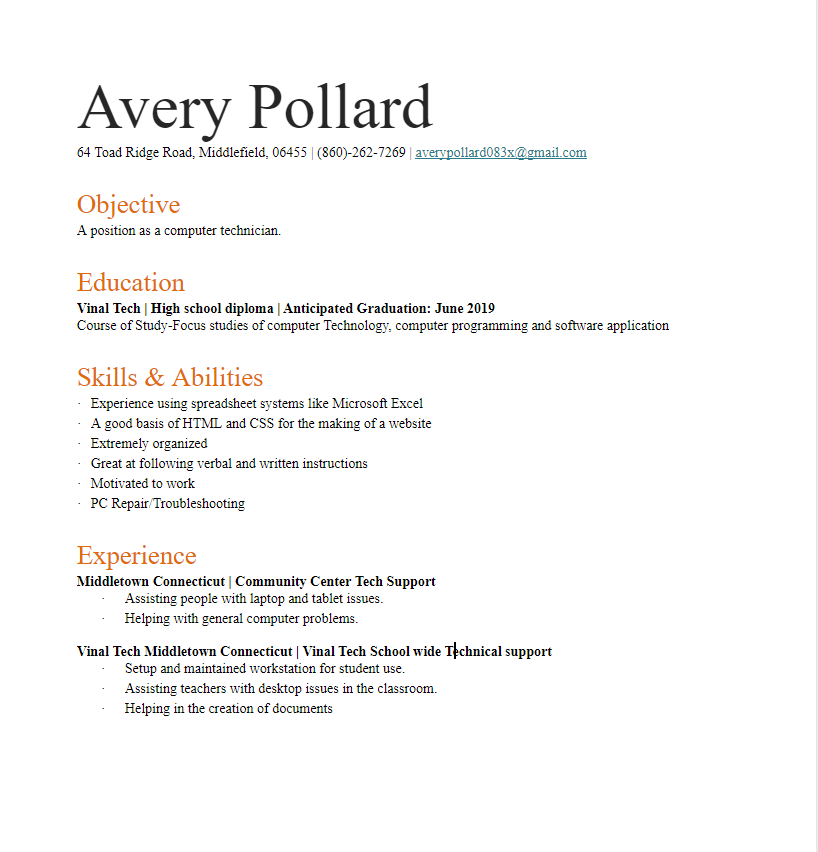 Avery Pollard
64 Toad Ridge Road, Middlefield, 06455 | (860)-262-7269 | averypollard083x@gmail.com
Objective
A position as a computer technician.
Education
Vinal Tech | High school diploma | Anticipated Graduation: June 2019
Course of Study-Focus studies of computer Technology, computer programming and software application
Skills & Abilities
· Experience using spreadsheet systems like Microsoft Excel
· A good basis of HTML and CSS for the making of a website
· Extremely organized
· Great at following verbal and written instructions
· Motivated to work
· PC Repair/Troubleshooting
Experience
Middletown Connecticut | Community Center Tech Support
· Assisting people with laptop and tablet issues.
· Helping with general computer problems.
Vinal Tech Middletown Connecticut | Vinal Tech School wide Technical support
· Setup and maintained workstation for student use.
· Assisting teachers with desktop issues in the classroom.
· Helping in the creation of documents